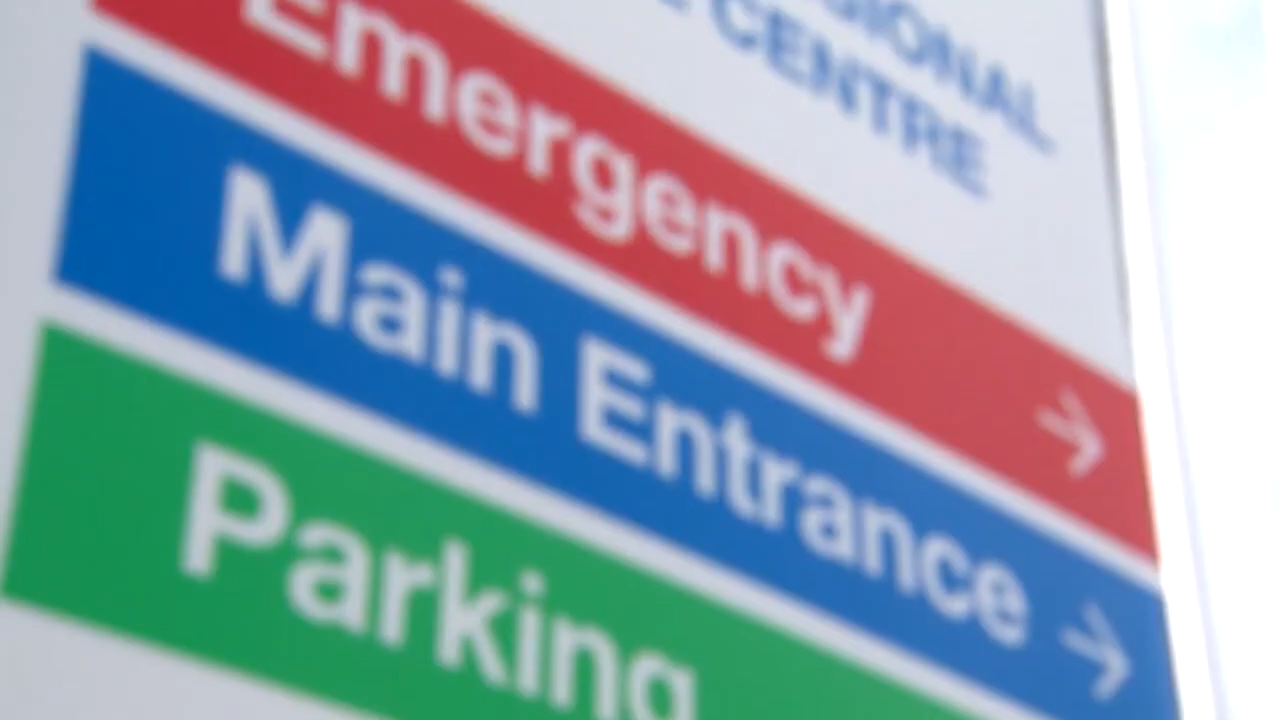 CENTRE
Emergency →
Main Entrance →
Parking